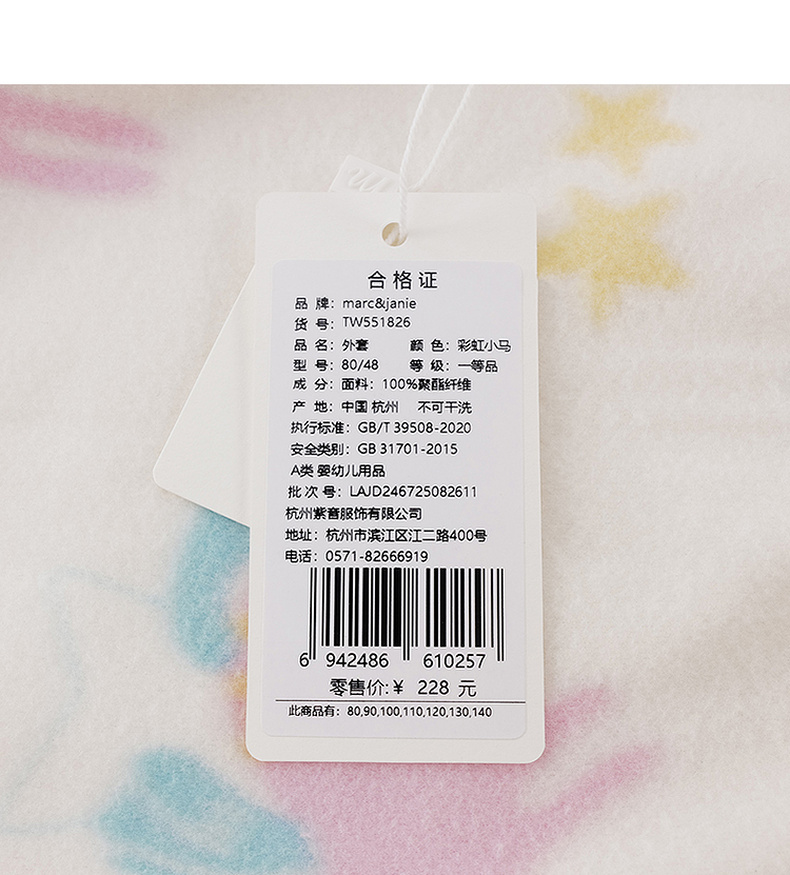 合格证
品 牌：marc&janie
货 号：TW551826
品 名：外套 颜 色：彩虹小马
型 号：80/48 等 级：一等品
成 分：面料：100%聚酯纤维
产 地：中国 杭州 不可干洗
执行标准：GB/T 39508-2020
安全类别：GB 31701-2015
A类 婴幼儿用品
批 次 号：LAJD246725082611
杭州紫音服饰有限公司
地址：杭州市滨江区江二路400号
电话：0571-82666919
6 942486 610257
零售价:¥ 228 元
此商品有：80,90,100,110,120,130,140